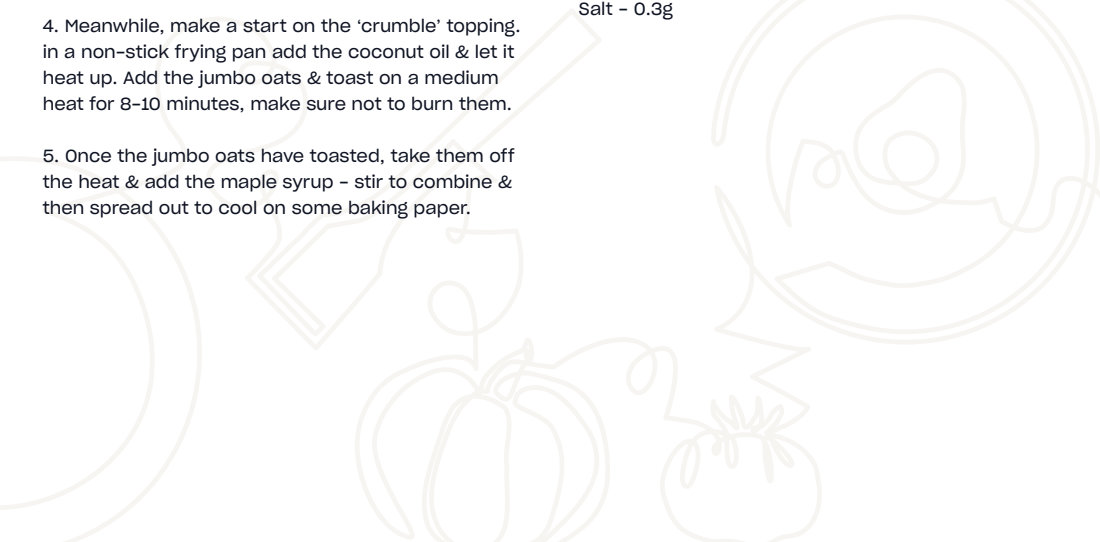 4. Meanwhile, make a start on the ‘crumble’ topping.
in a non-stick frying pan add the coconut oil & let it
heat up. Add the jumbo oats & toast on a medium
heat for 8-10 minutes, make sure not to burn them.
5. Once the jumbo oats have toasted, take them off
the heat & add the maple syrup - stir to combine &
then spread out to cool on some baking paper.
Salt - 0.3g